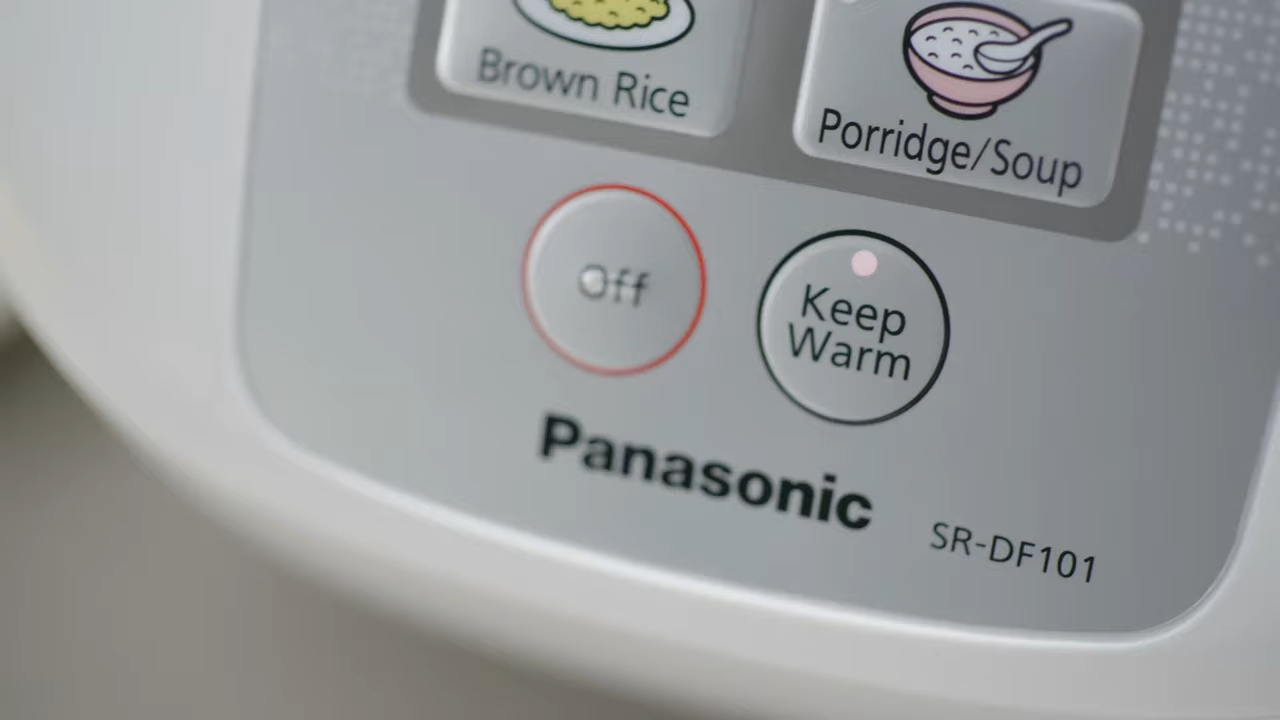 Brown Rice
Porridge/Soup
Off
Keep
Warm
Panasonic
SR-DF101